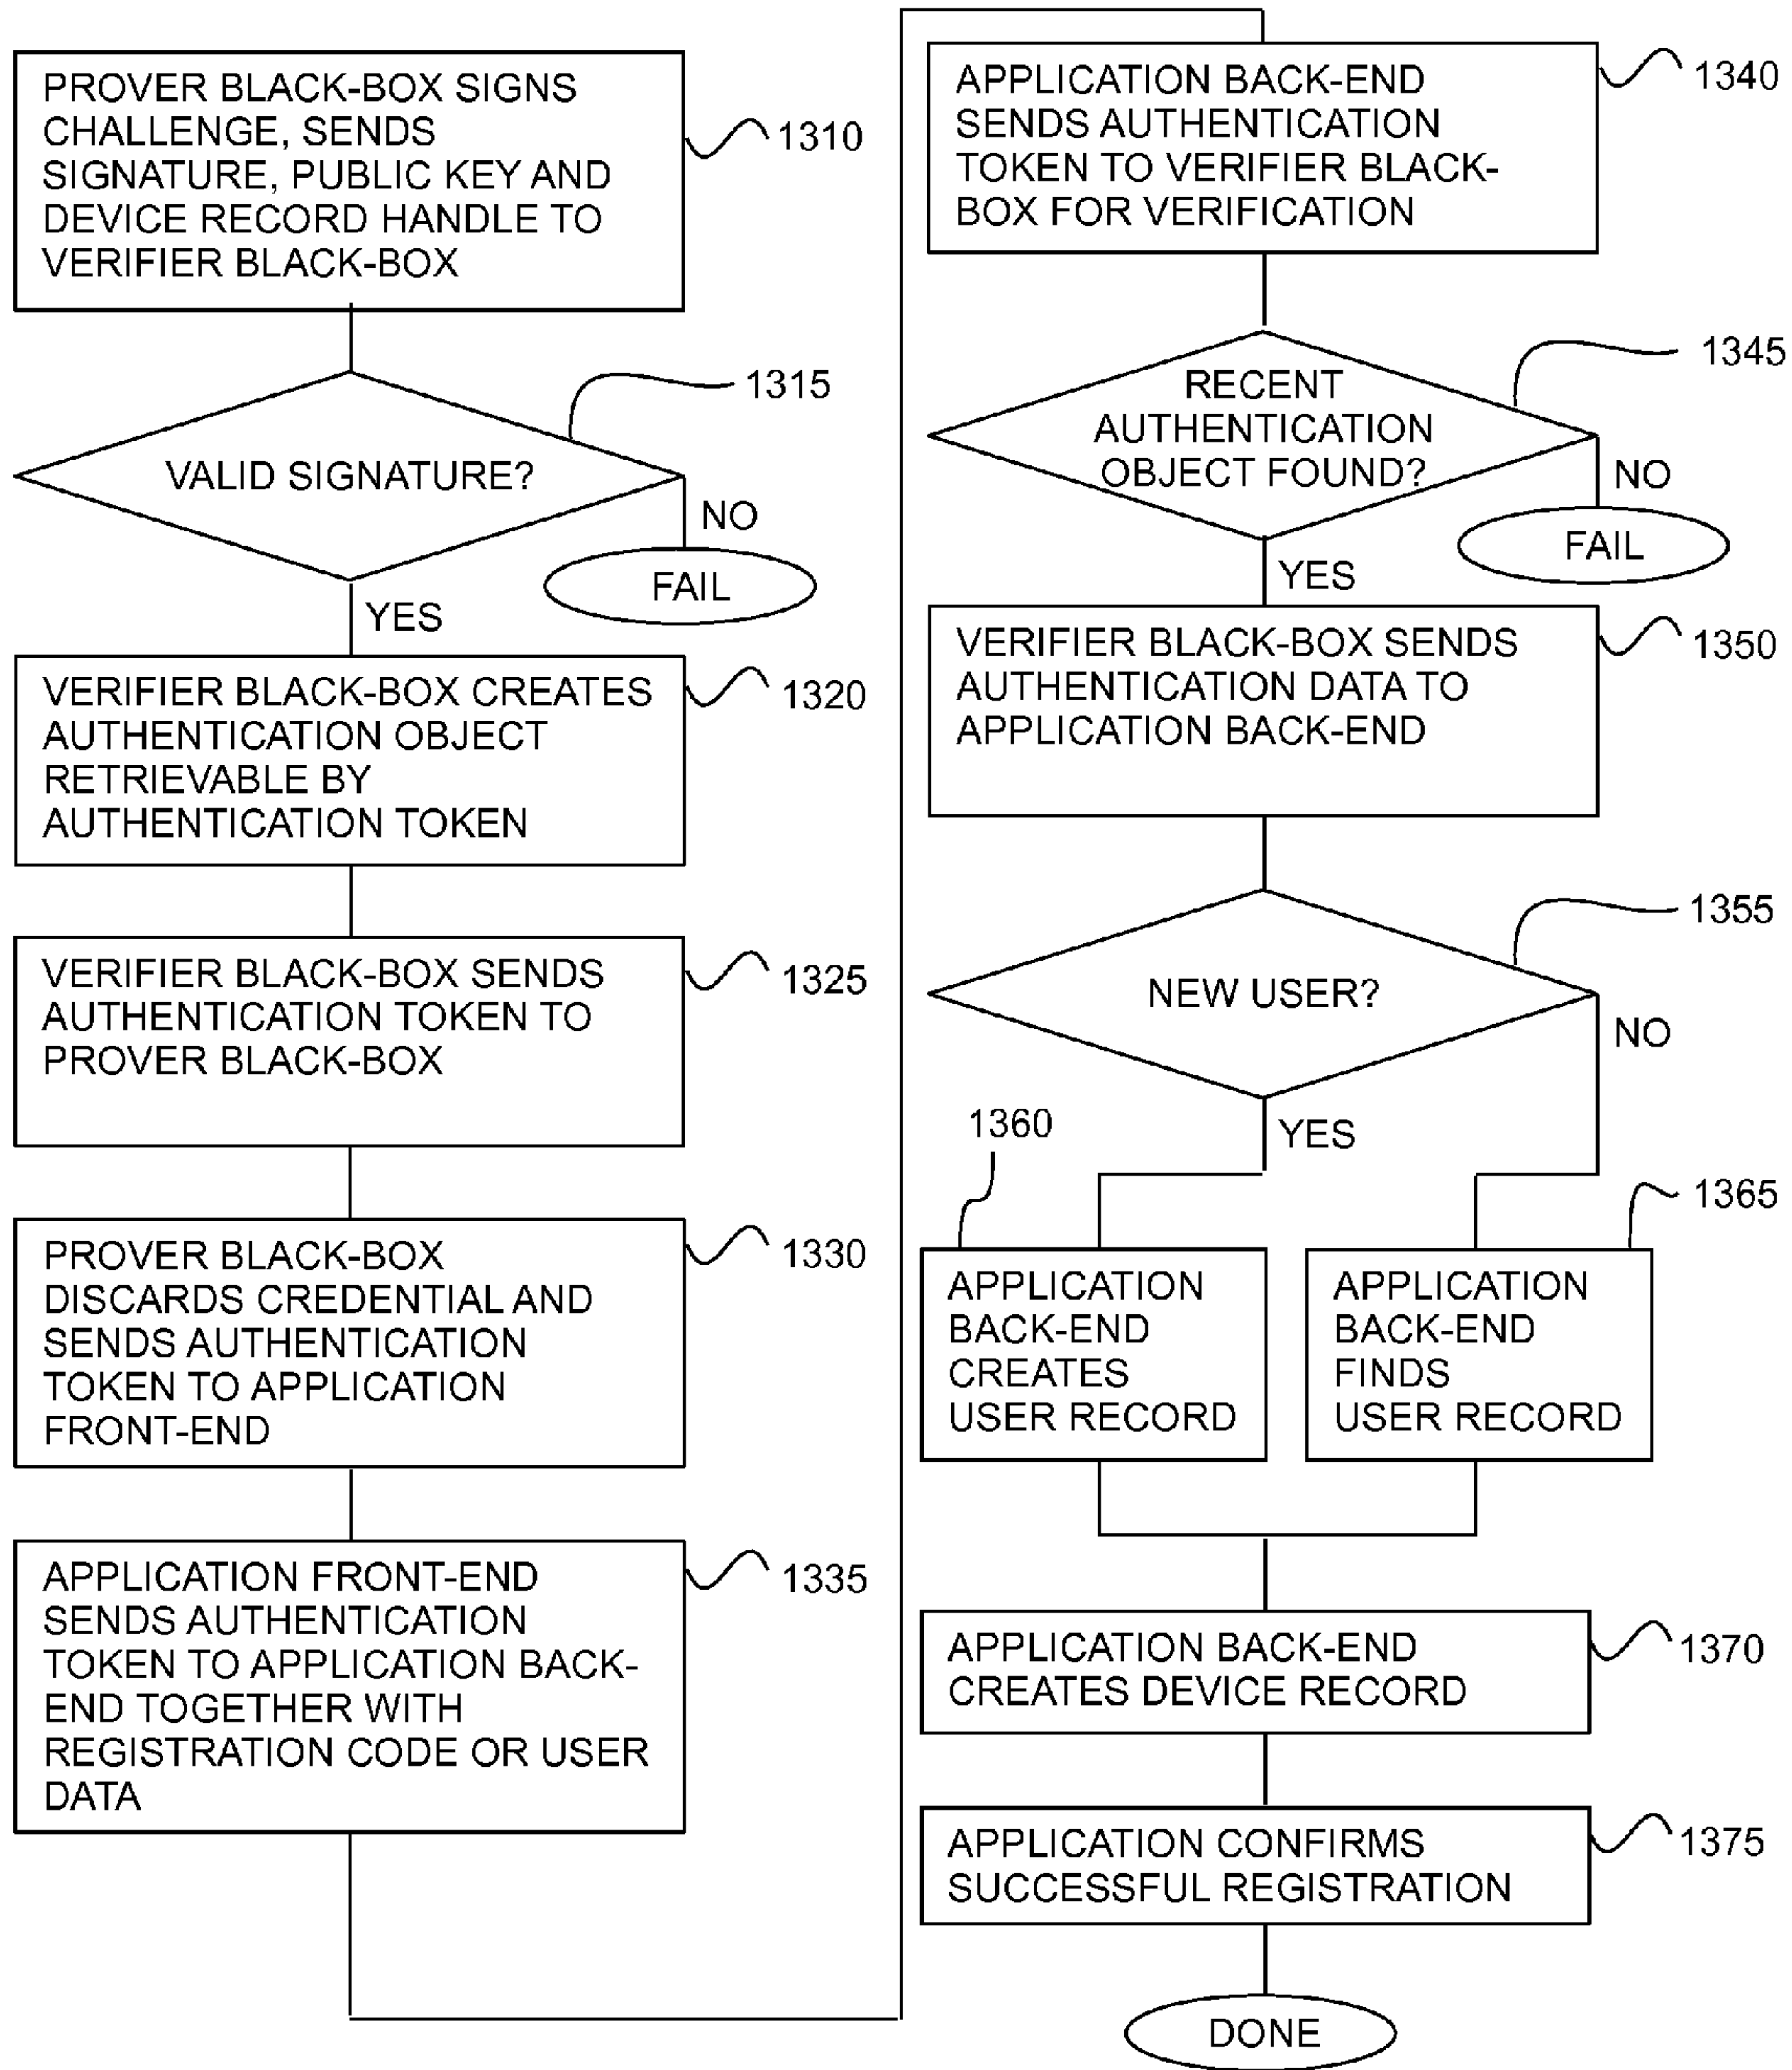 PROVER BLACK-BOX SIGNS
CHALLENGE, SENDS
SIGNATURE, PUBLIC KEY AND
DEVICE RECORD HANDLE TO
VERIFIER BLACK-BOX
1310
VALID SIGNATURE?
1315
NO
FAIL
YES
VERIFIER BLACK-BOX CREATES
AUTHENTICATION OBJECT
RETRIEVABLE BY
AUTHENTICATION TOKEN
1320
VERIFIER BLACK-BOX SENDS
AUTHENTICATION TOKEN TO
PROVER BLACK-BOX
1325
PROVER BLACK-BOX
DISCARDS CREDENTIAL AND
SENDS AUTHENTICATION
TOKEN TO APPLICATION
FRONT-END
1330
APPLICATION FRONT-END
SENDS AUTHENTICATION
TOKEN TO APPLICATION BACK-
END TOGETHER WITH
REGISTRATION CODE OR USER
DATA
1335
APPLICATION BACK-END
SENDS AUTHENTICATION
TOKEN TO VERIFIER BLACK-
BOX FOR VERIFICATION
1340
RECENT
AUTHENTICATION
OBJECT FOUND?
1345
NO
FAIL
YES
VERIFIER BLACK-BOX SENDS
AUTHENTICATION DATA TO
APPLICATION BACK-END
1350
NEW USER?
1355
NO
YES
1360
APPLICATION
BACK-END
CREATES
USER RECORD
1365
APPLICATION
BACK-END
FINDS
USER RECORD
APPLICATION BACK-END
CREATES DEVICE RECORD
1370
APPLICATION CONFIRMS
SUCCESSFUL REGISTRATION
1375
DONE